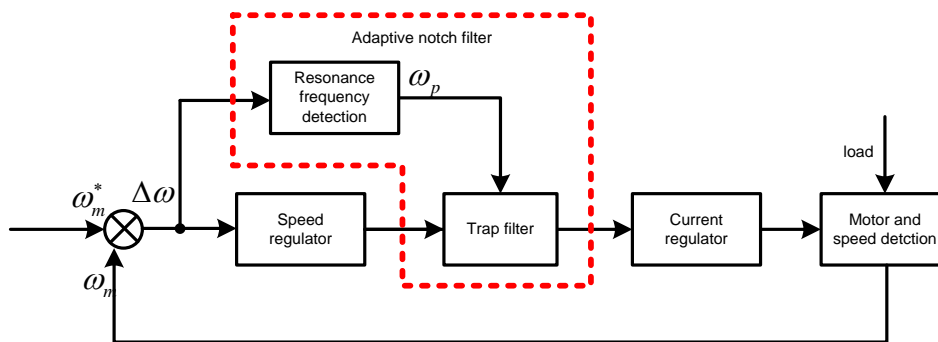 Adaptive notch filter
Resonance
frequency
detection
ω_p
load
ω_m^*
Δω
Speed
regulator
Trap filter
Current
regulator
Motor and
speed detction
ω_m